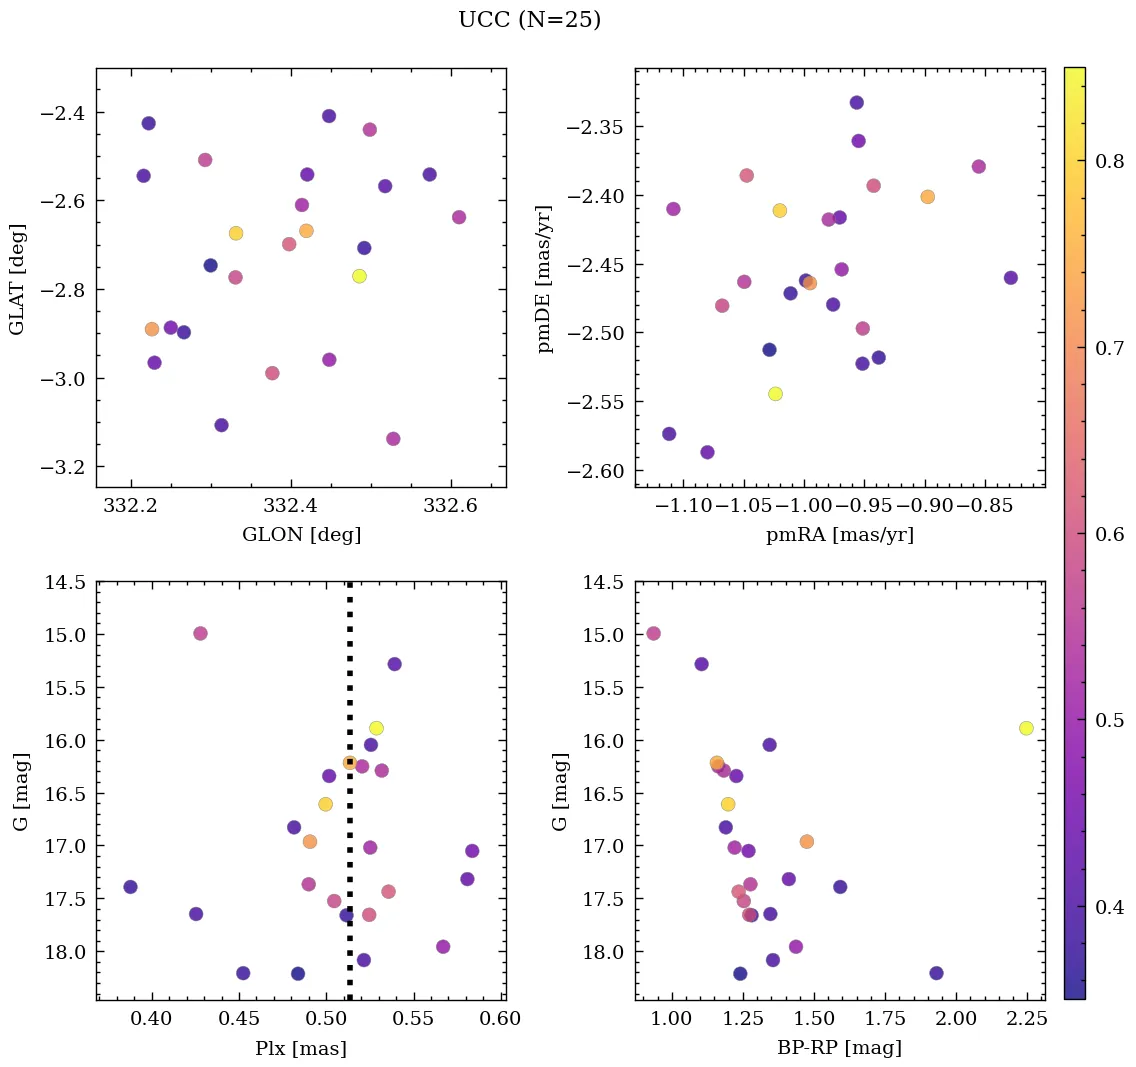 UCC (N=25)
−2.4
−2.6
−2.8
−3.0
−3.2
GLAT [deg]
332.2 332.4 332.6
GLON [deg]
−2.35
−2.40
−2.45
−2.50
−2.55
−2.60
pmDE [mas/yr]
−1.10 −1.05 −1.00 −0.95 −0.90 −0.85
pmRA [mas/yr]
0.8
0.7
0.6
0.5
0.4
14.5
15.0
15.5
16.0
16.5
17.0
17.5
18.0
G [mag]
0.40 0.45 0.50 0.55 0.60
Plx [mas]
14.5
15.0
15.5
16.0
16.5
17.0
17.5
18.0
G [mag]
1.00 1.25 1.50 1.75 2.00 2.25
BP-RP [mag]